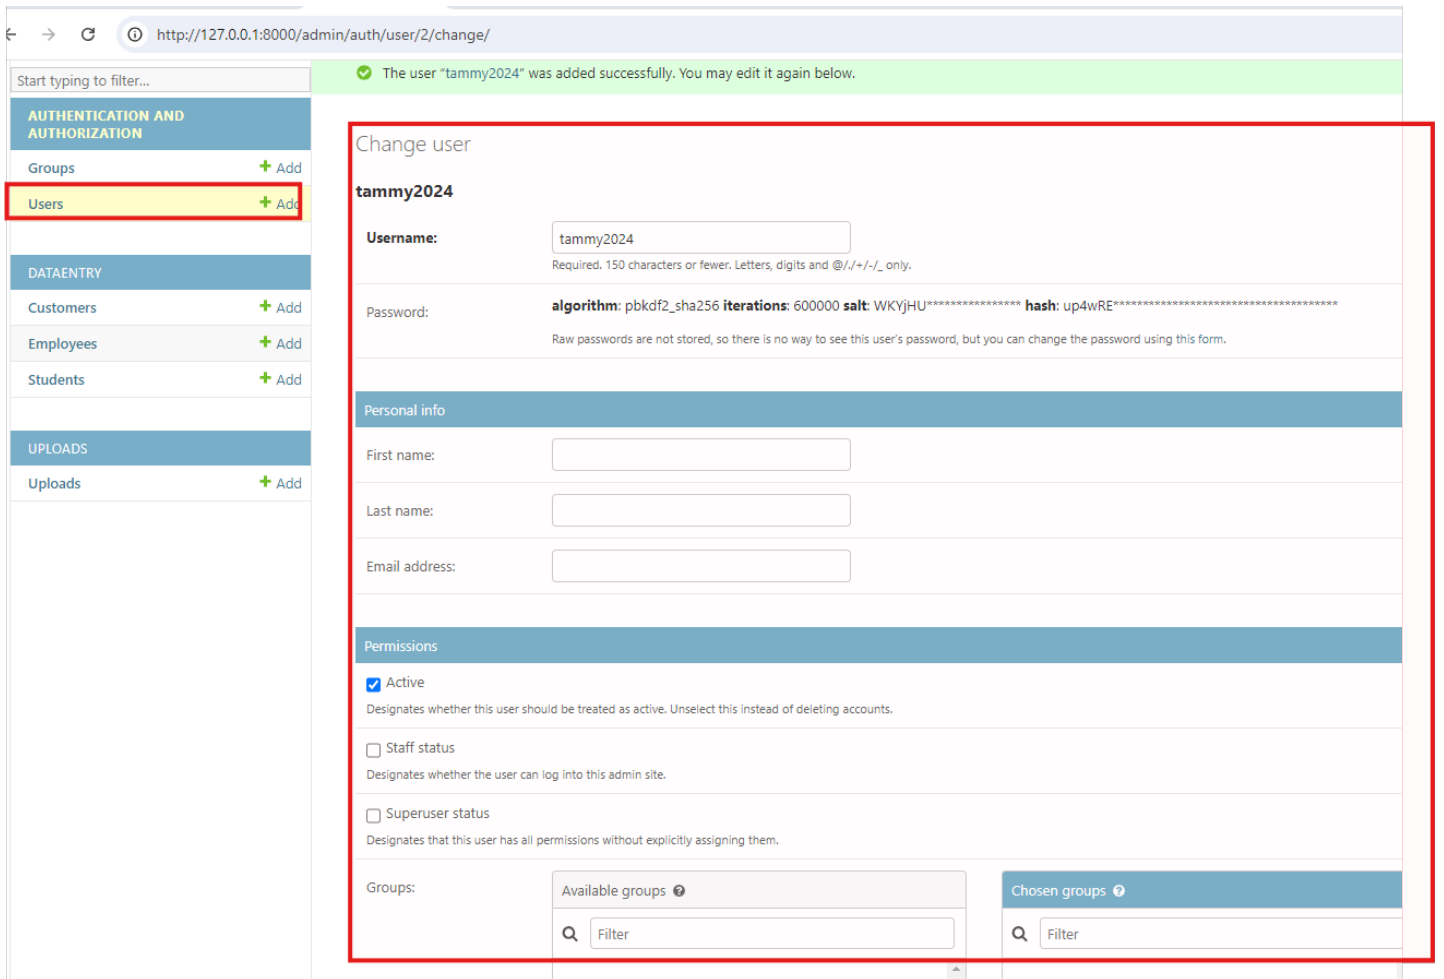 http://127.0.0.1:8000/admin/auth/user/2/change/
Start typing to filter...
AUTHENTICATION AND
AUTHORIZATION
Groups + Add
Users + Add
DATAENTRY
Customers + Add
Employees + Add
Students + Add
UPLOADS
Uploads + Add
The user “tammy2024” was added successfully. You may edit it again below.
Change user
tammy2024
Username: tammy2024
Required. 150 characters or fewer. Letters, digits and @/./+/-/_ only.
Password: algorithm: pbkdf2_sha256 iterations: 600000 salt: WKYjHU**************** hash: up4wRE**************************************
Raw passwords are not stored, so there is no way to see this user’s password, but you can change the password using this form.
Personal info
First name:
Last name:
Email address:
Permissions
Active
Designates whether this user should be treated as active. Unselect this instead of deleting accounts.
Staff status
Designates whether the user can log into this admin site.
Superuser status
Designates that this user has all permissions without explicitly assigning them.
Groups:
Available groups ?
Filter
Chosen groups ?
Filter